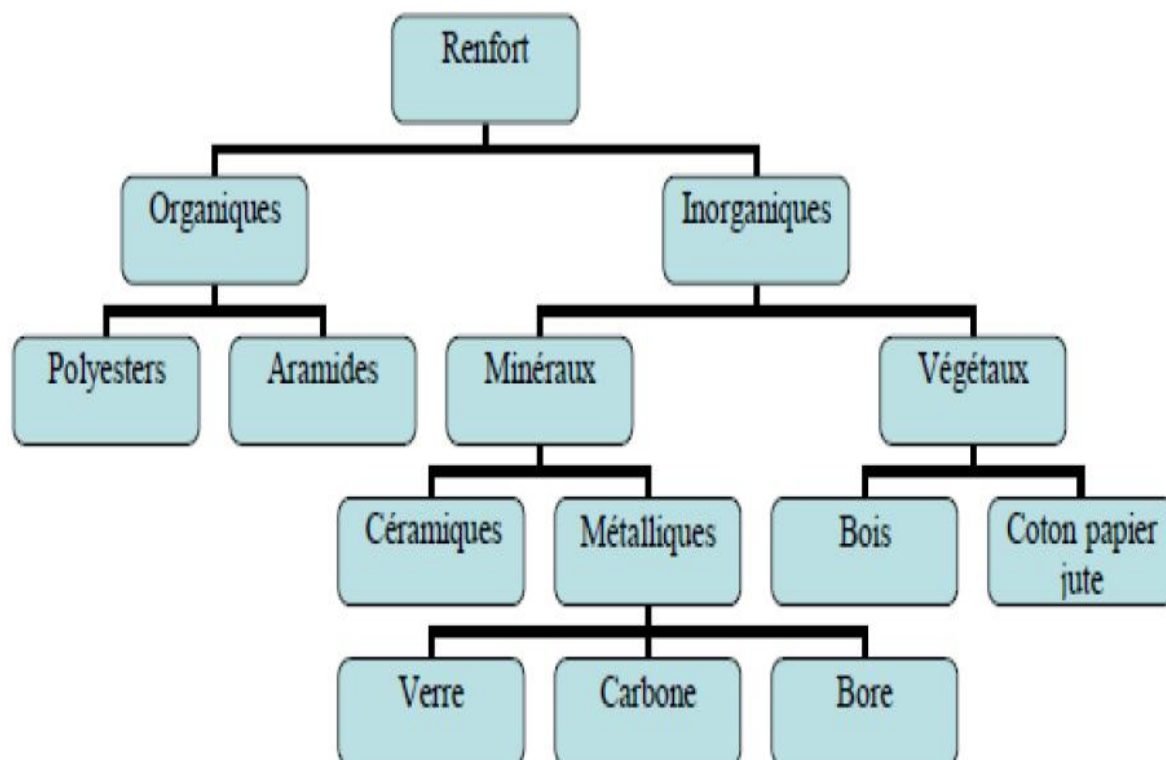 Renfort
Organiques
Inorganiques
Polyesters
Aramides
Minéraux
Végétaux
Céramiques
Métalliques
Bois
Coton papier
jute
Verre
Carbone
Bore